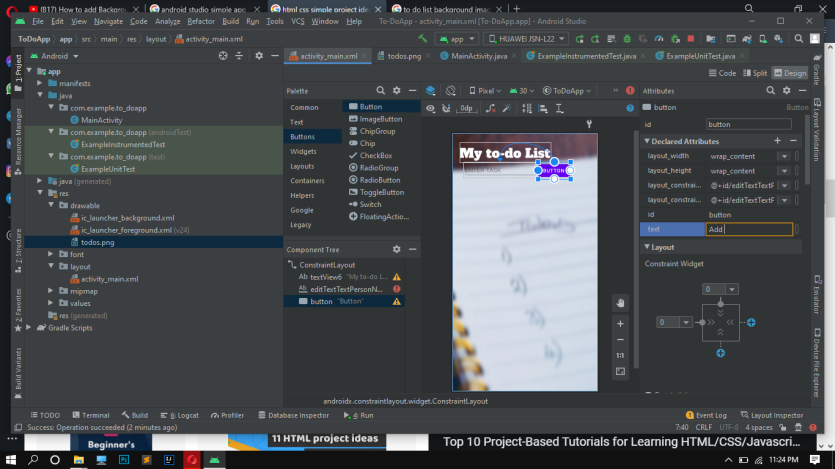 (817) How to add Backgrou
android studio simple app
html css simple project ide
to do list background imag
File Edit View Navigate Code Analyze Refactor Build Run Tools VCS Window Help
To-DoApp - activity_main.xml [To-DoApp.app] - Android Studio
ToDoApp app src main res layout activity_main.xml
app
HUAWEI JSN-L22
Android
activity_main.xml
todos.png
MainActivity.java
ExampleInstrumentedTest.java
ExampleUnitTest.java
Code Split Design
1: Project
Resource Manager
Z: Structure
2: Favorites
Build Variants
app
manifests
java
com.example.to_doapp
MainActivity
com.example.to_doapp (androidTest)
ExampleInstrumentedTest
com.example.to_doapp (test)
ExampleUnitTest
java (generated)
res
drawable
ic_launcher_background.xml
ic_launcher_foreground.xml (v24)
todos.png
font
layout
activity_main.xml
mipmap
values
res (generated)
Gradle Scripts
Palette
Common
Text
Buttons
Widgets
Layouts
Containers
Helpers
Google
Legacy
Button
ImageButton
ChipGroup
Chip
CheckBox
RadioGroup
RadioButton
ToggleButton
Switch
FloatingActio...
Component Tree
ConstraintLayout
Ab textView6 "My to-do l...
Ab editTextTextPersonN...
button "Button"
Pixel
30
ToDoApp
0dp
My to-do List
ENTER TASK
BUTTON
1:1
Attributes
button
Button
id button
Declared Attributes
layout_width wrap_content
layout_height wrap_content
layout_constrai... @+id/editTextTextF
layout_constrai... @+id/editTextTextF
id button
text Add
Layout
Constraint Widget
0
0
Gradle
Layout Validation
Emulator
Device File Explorer
androidx.constraintlayout.widget.ConstraintLayout
TODO Terminal Build 6: Logcat Profiler Database Inspector 4: Run
1 Event Log Layout Inspector
Success: Operation succeeded (2 minutes ago)
7:40 CRLF UTF-8 4 spaces
Beginner's
11 HTML project ideas
Top 10 Project-Based Tutorials for Learning HTML/CSS/Javascri...
11:24 PM